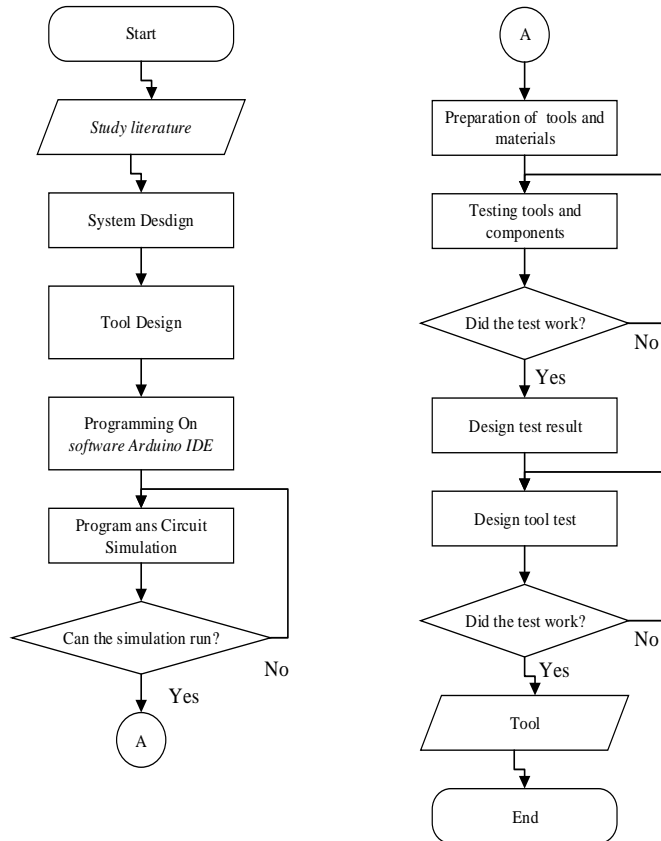 Start
Study literature
System Desdign
Tool Design
Programming On
software Arduino IDE
Program ans Circuit
Simulation
Can the simulation run?
No
Yes
A
A
Preparation of tools and
materials
Testing tools and
components
Did the test work?
No
Yes
Design test result
Design tool test
Did the test work?
No
Yes
Tool
End